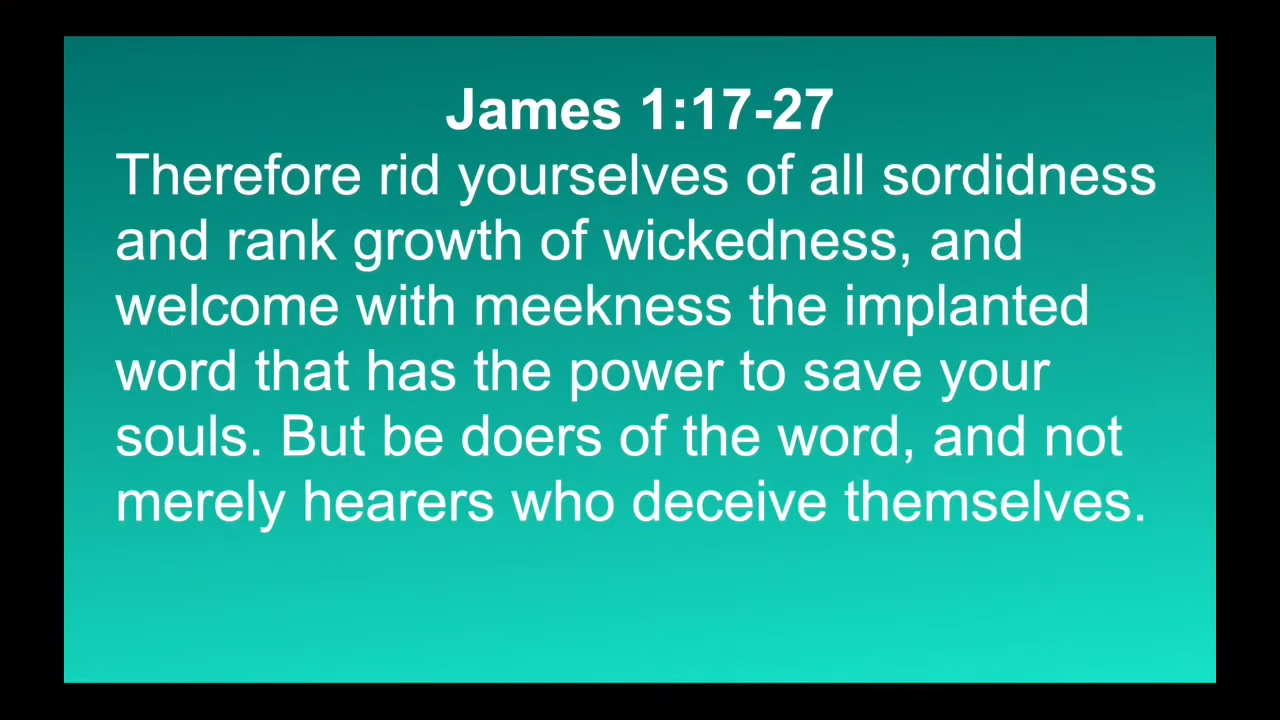 James 1:17-27
Therefore rid yourselves of all sordidness
and rank growth of wickedness, and
welcome with meekness the implanted
word that has the power to save your
souls. But be doers of the word, and not
merely hearers who deceive themselves.